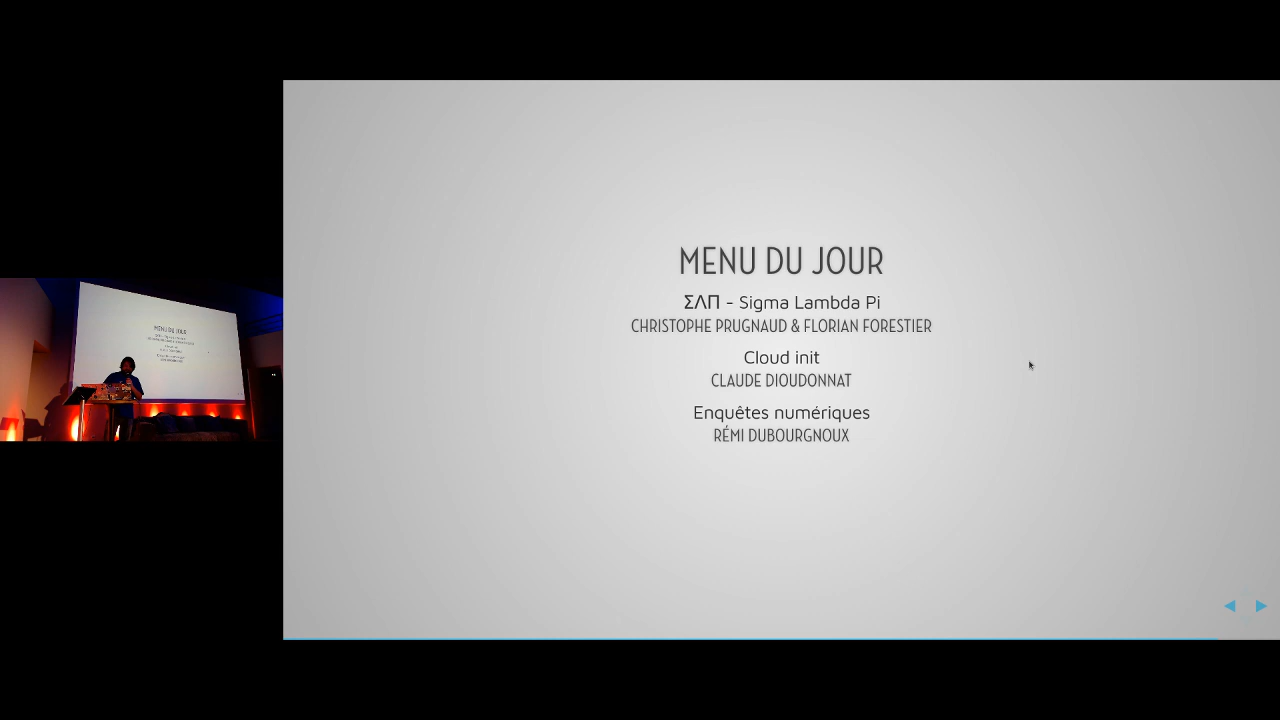 MENU DU JOUR
ΣΛΠ - Sigma Lambda Pi
CHRISTOPHE PRUGNAUD & FLORIAN FORESTIER
Cloud init
CLAUDE DIOUDONNAT
Enquêtes numériques
RÉMI DUBOURGNOUX